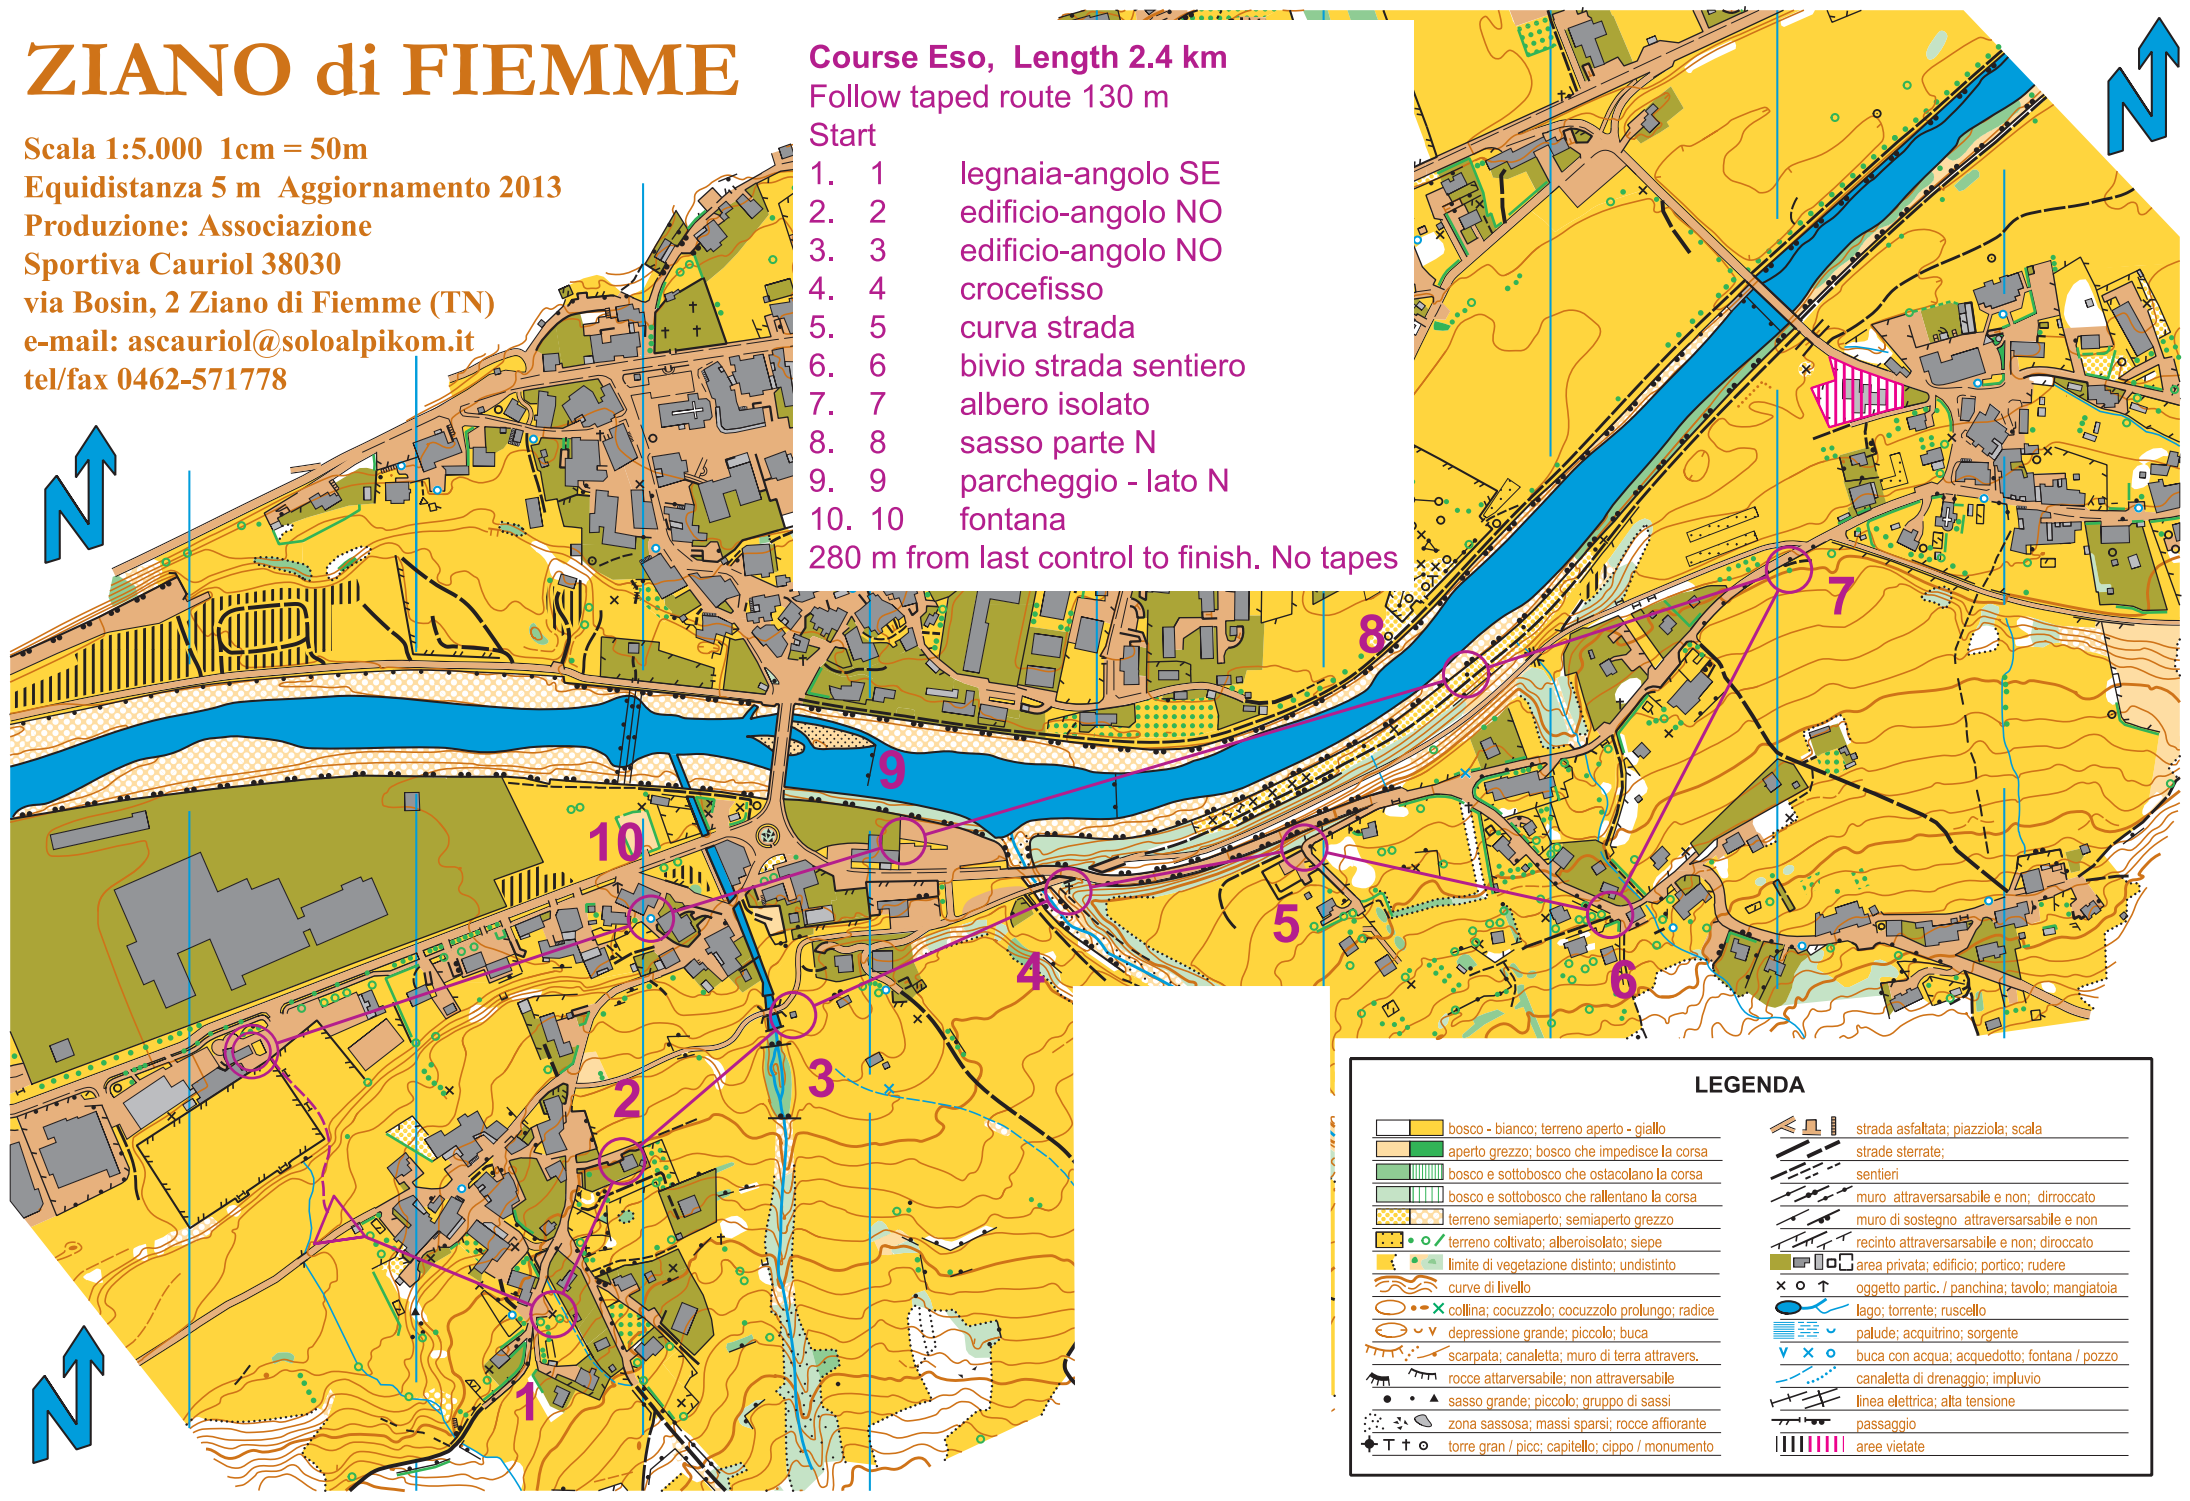 ZIANO di FIEMME
Scala 1:5.000 1cm = 50m
Equidistanza 5 m Aggiornamento 2013
Produzione: Associazione
Sportiva Cauriol 38030
via Bosin, 2 Ziano di Fiemme (TN)
e-mail: ascauriol@soloalpikom.it
tel/fax 0462-571778
Course Eso, Length 2.4 km
Follow taped route 130 m
Start
1. 1 legnaia-angolo SE
2. 2 edificio-angolo NO
3. 3 edificio-angolo NO
4. 4 crocefisso
5. 5 curva strada
6. 6 bivio strada sentiero
7. 7 albero isolato
8. 8 sasso parte N
9. 9 parcheggio - lato N
10. 10 fontana
280 m from last control to finish. No tapes
N
N
N
7
8
9
10
5
4
6
3
2
1
LEGENDA
bosco - bianco; terreno aperto - giallo
aperto grezzo; bosco che impedisce la corsa
bosco e sottobosco che ostacolano la corsa
bosco e sottobosco che rallentano la corsa
terreno semiaperto; semiaperto grezzo
terreno coltivato; alberoisolato; siepe
limite di vegetazione distinto; undistinto
curve di livello
collina; cocuzzolo; cocuzzolo prolungo; radice
depressione grande; piccolo; buca
scarpata; canaletta; muro di terra attravers.
rocce attarversabile; non attraversabile
sasso grande; piccolo; gruppo di sassi
zona sassosa; massi sparsi; rocce affiorante
torre gran / picc; capitello; cippo / monumento
strada asfaltata; piazziola; scala
strade sterrate;
sentieri
muro attraversarsabile e non; dirroccato
muro di sostegno attraversarsabile e non
recinto attraversarsabile e non; diroccato
area privata; edificio; portico; rudere
oggetto partic. / panchina; tavolo; mangiatoia
lago; torrente; ruscello
palude; acquitrino; sorgente
buca con acqua; acquedotto; fontana / pozzo
canaletta di drenaggio; impluvio
linea elettrica; alta tensione
passaggio
aree vietate